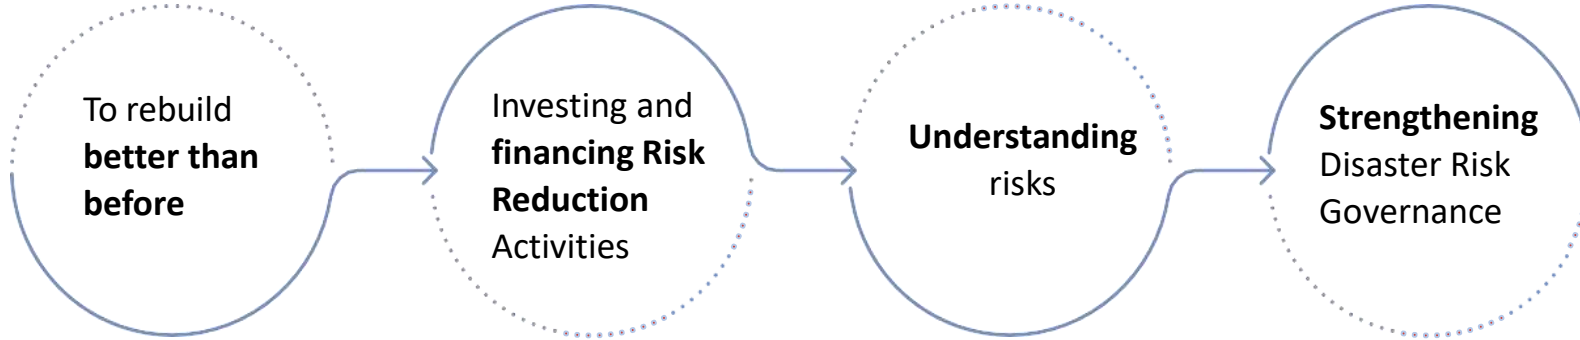 To rebuild
better than
before
Investing and
financing Risk
Reduction
Activities
Understanding
risks
Strengthening
Disaster Risk
Governance